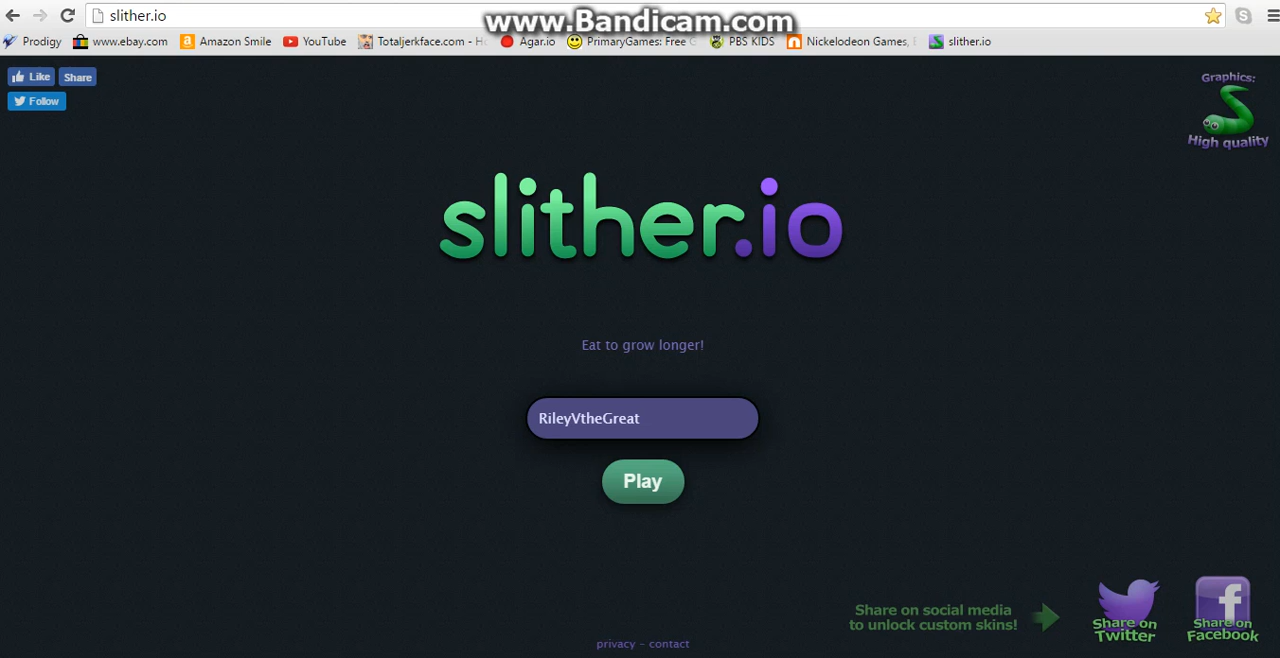 slither.io
www.Bandicam.com
Prodigy www.ebay.com Amazon Smile YouTube Totaljerkface.com - H Agar.io PrimaryGames: Free PBS KIDS Nickelodeon Games, slither.io
Like Share
Follow
Graphics:
High quality
slither.io
Eat to grow longer!
RileyVtheGreat
Play
Share on social media
to unlock custom skins!
Share on
Twitter
Share on
Facebook
privacy - contact